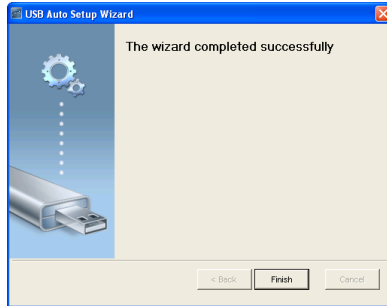 USB Auto Setup Wizard
The wizard completed successfully
< Back
Finish
Cancel